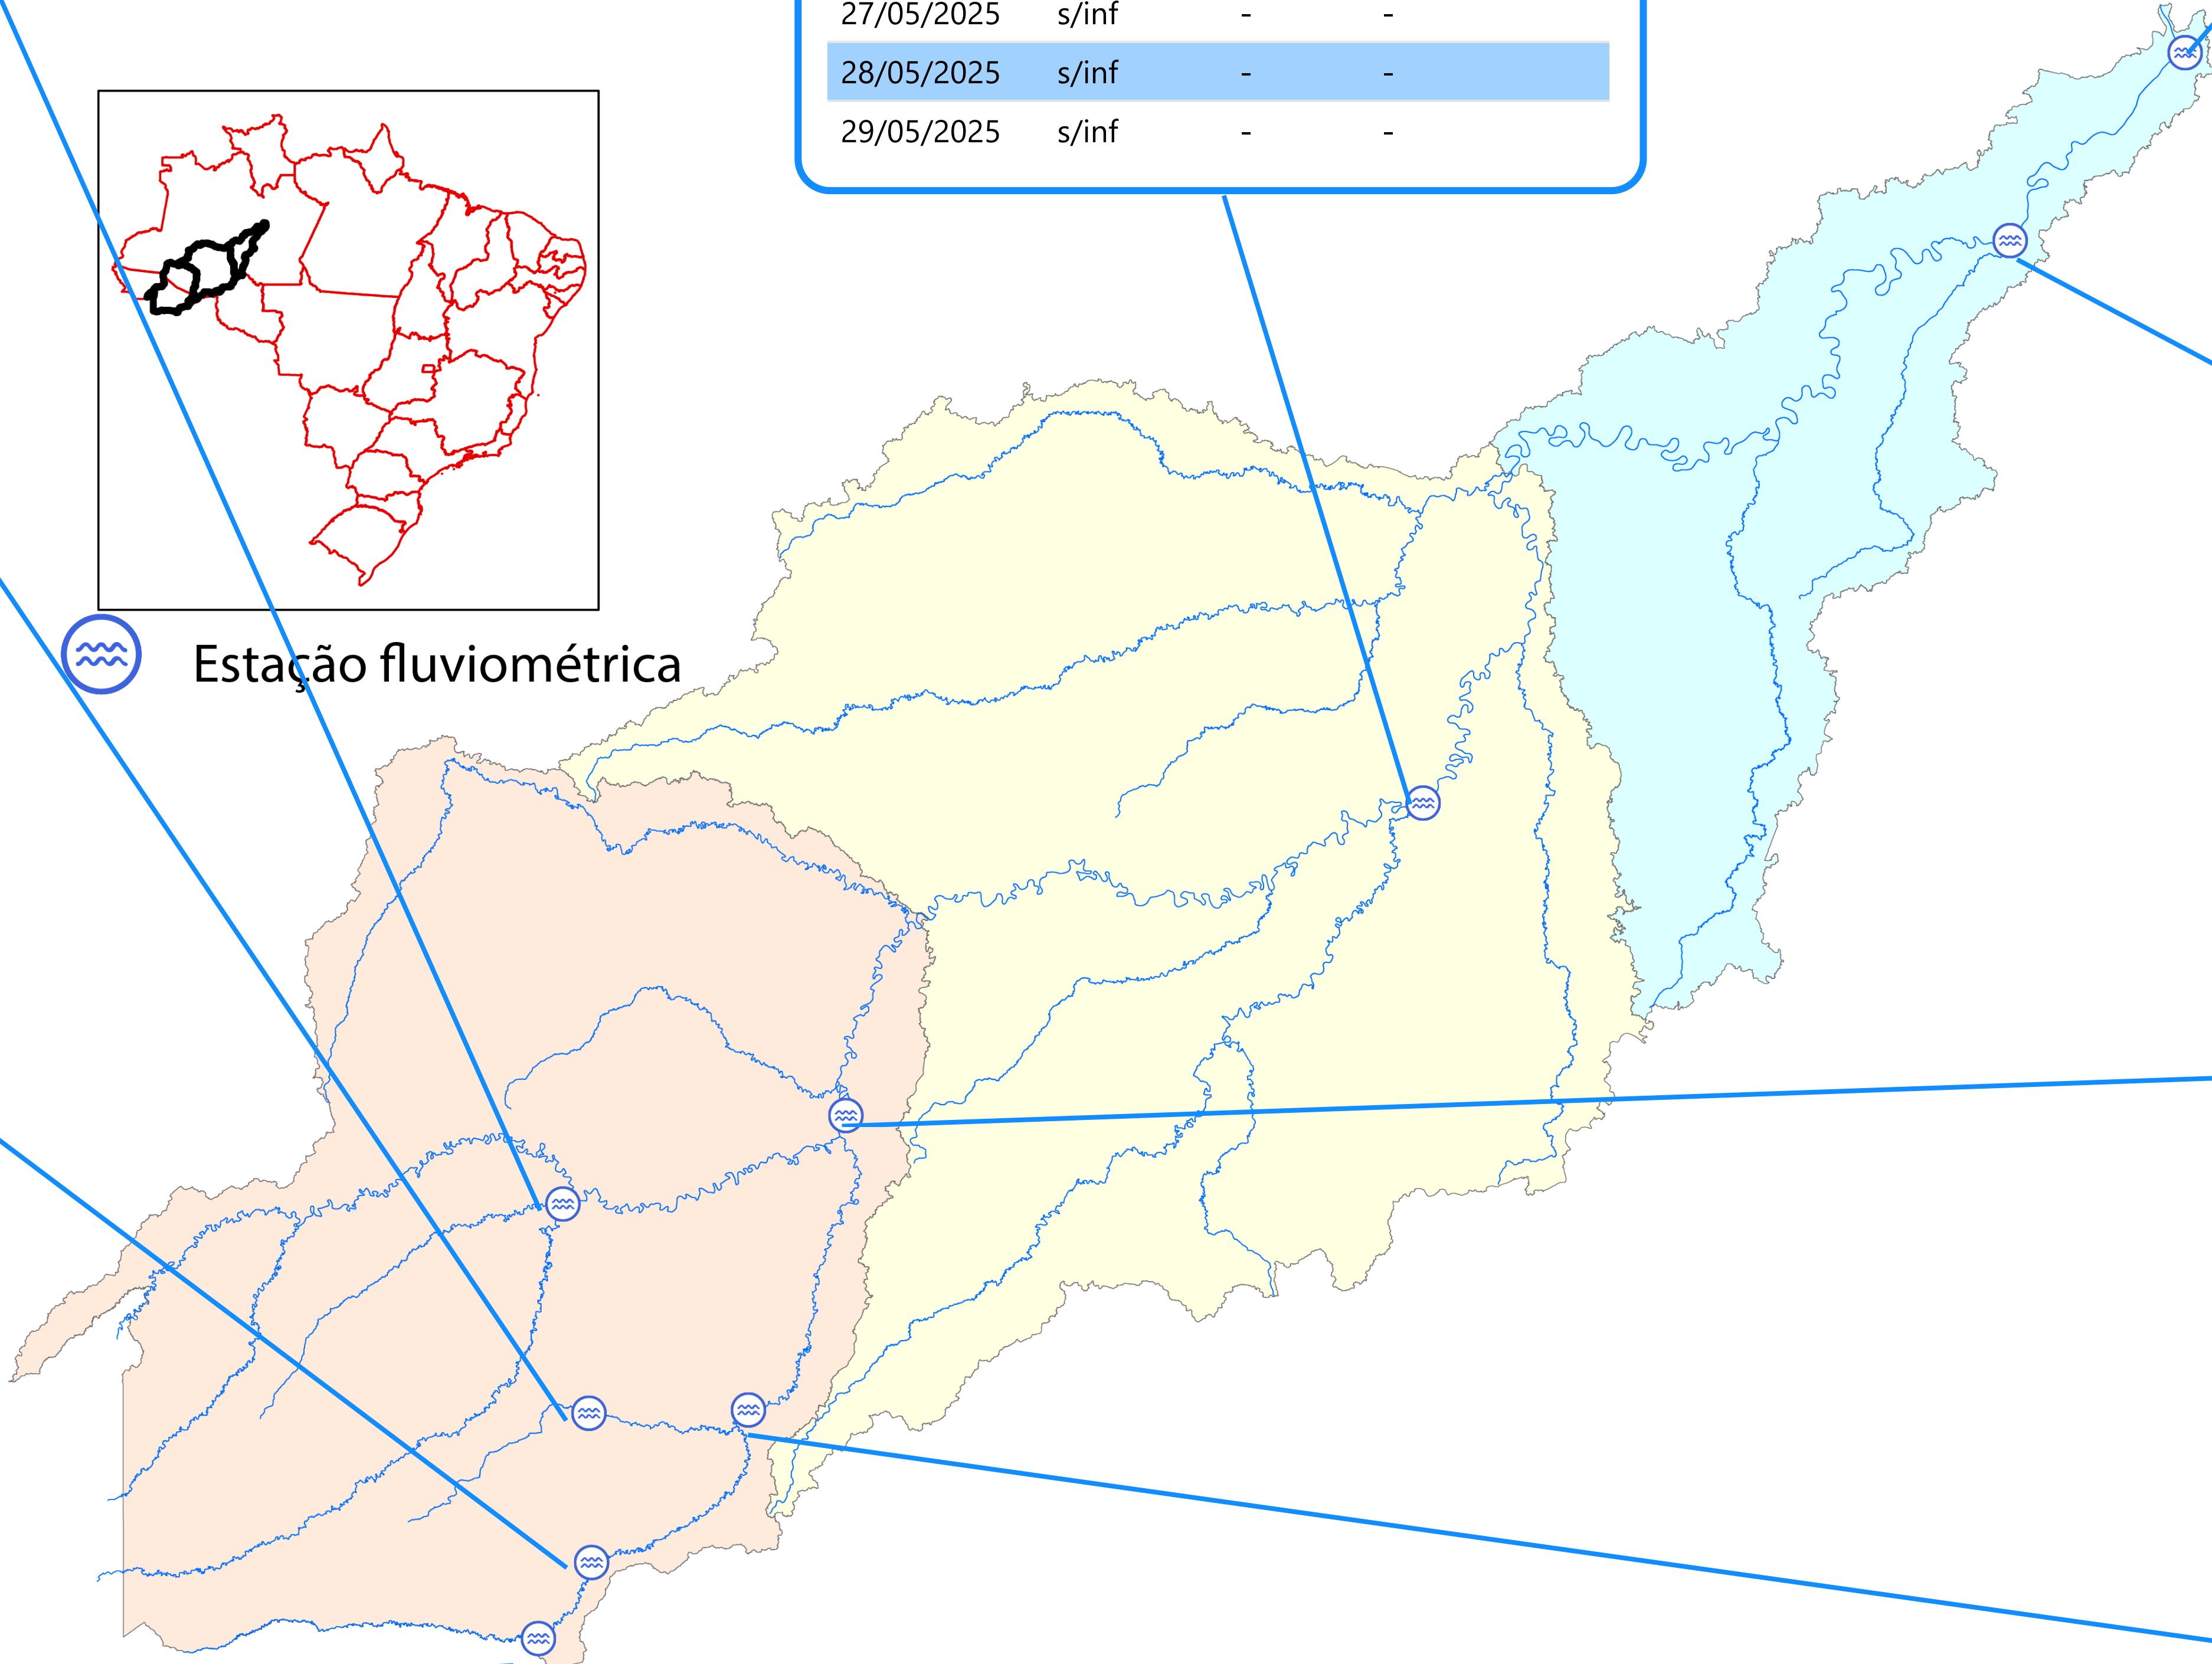 27/05/2025 s/inf - -
28/05/2025 s/inf - -
29/05/2025 s/inf - -
Estação fluviométrica